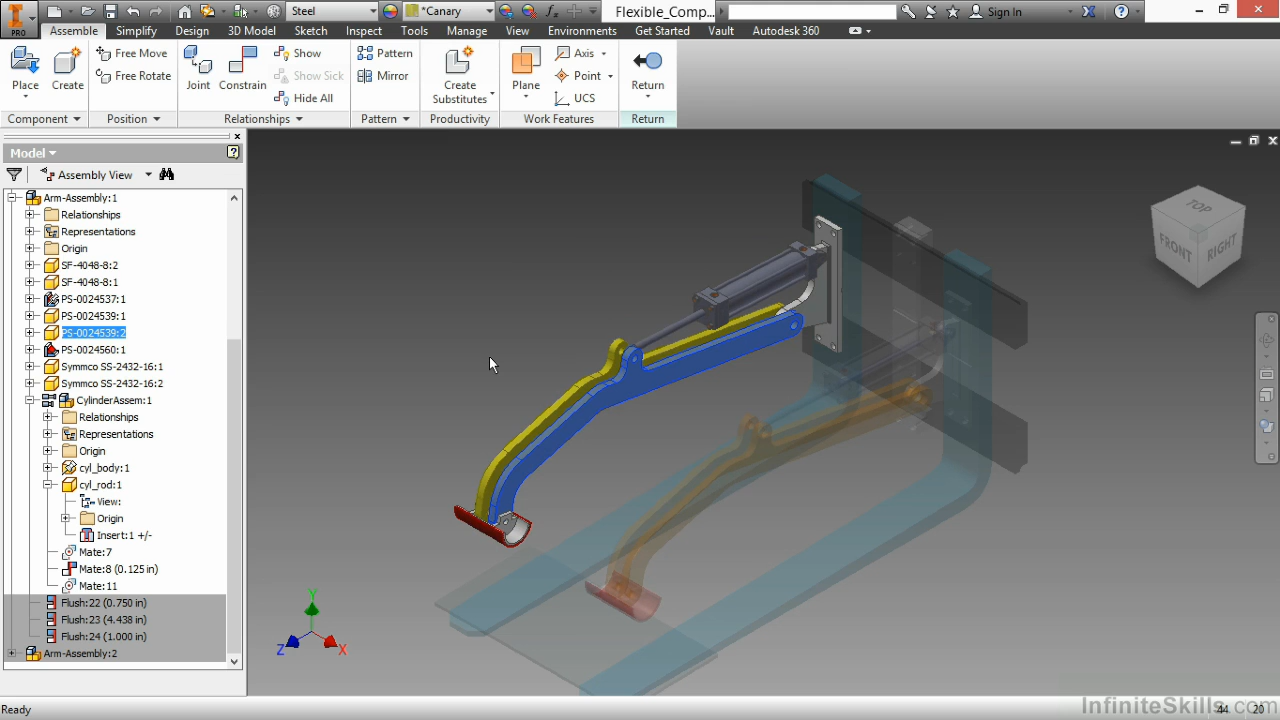 PRO
Steel
*Canary
Flexible_Comp...
Sign In
Assemble Simplify Design 3D Model Sketch Inspect Tools Manage View Environments Get Started Vault Autodesk 360
Place
Create
Component
Free Move
Free Rotate
Position
Joint
Constrain
Show
Show Sick
Hide All
Relationships
Pattern
Mirror
Pattern
Create
Substitutes
Productivity
Plane
Axis
Point
UCS
Work Features
Return
Return
Model
Assembly View
Arm-Assembly:1
Relationships
Representations
Origin
SF-4048-8:2
SF-4048-8:1
PS-0024537:1
PS-0024539:1
PS-0024539:2
PS-0024560:1
Symmco SS-2432-16:1
Symmco SS-2432-16:2
CylinderAssem:1
Relationships
Representations
Origin
cyl_body:1
cyl_rod:1
View:
Origin
Insert:1 +/-
Mate:7
Mate:8 (0.125 in)
Mate:11
Flush:22 (0.750 in)
Flush:23 (4.438 in)
Flush:24 (1.000 in)
Arm-Assembly:2
TOP
FRONT
RIGHT
Y
Z
X
Ready
44 20
InfiniteSkills.com